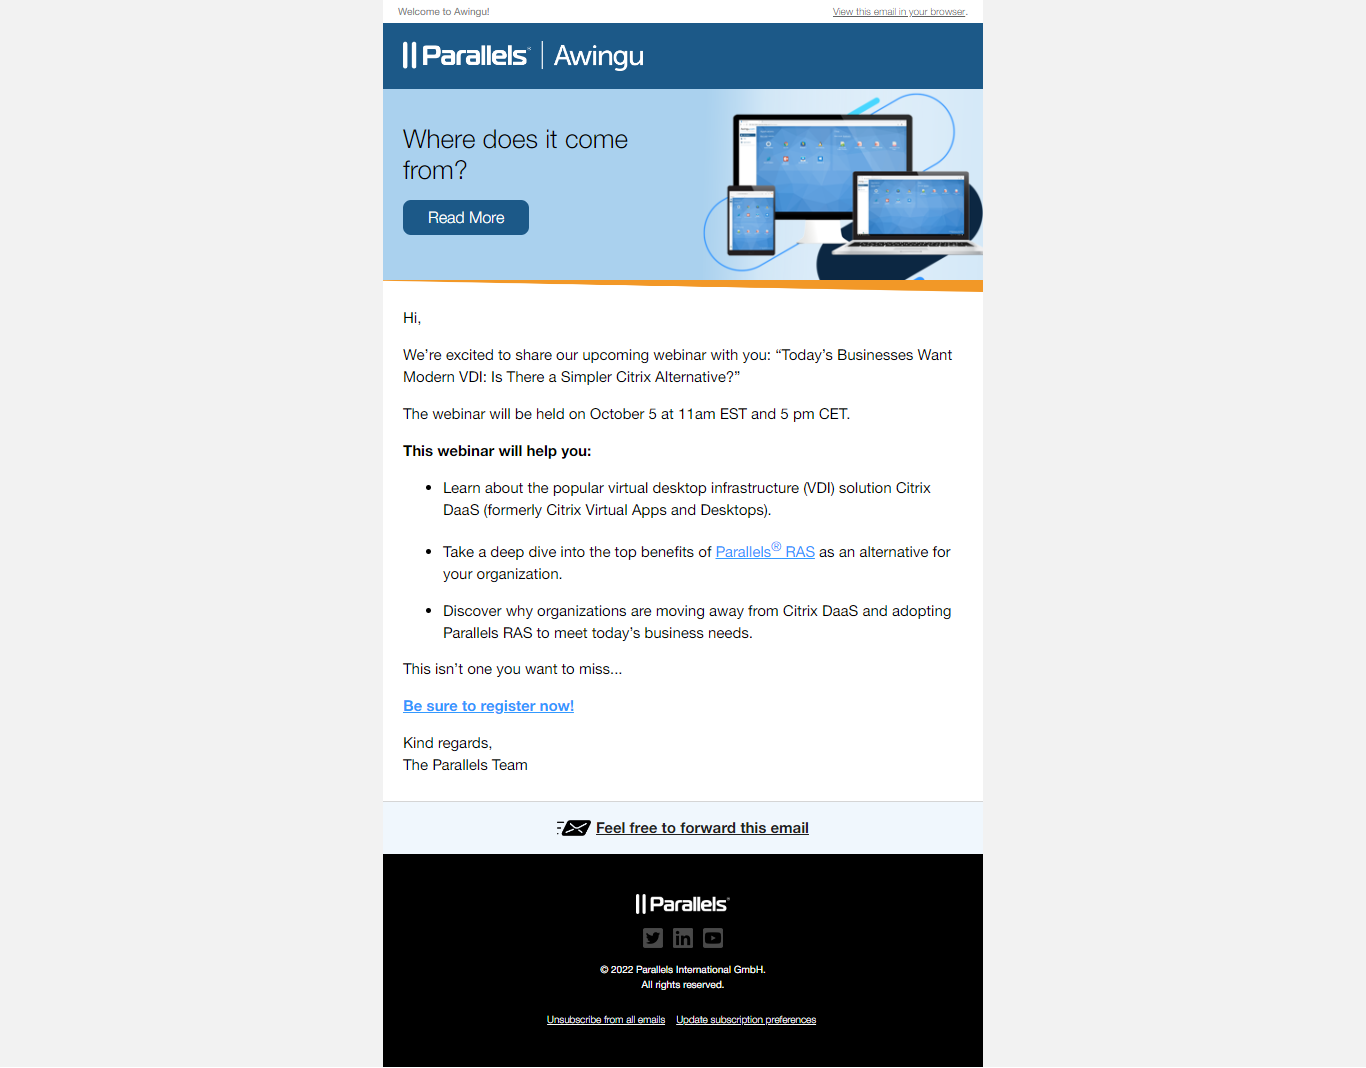 Welcome to Awingu!
View this email in your browser.
Parallels® | Awingu
Where does it come
from?
Read More
Hi,
We’re excited to share our upcoming webinar with you: “Today’s Businesses Want
Modern VDI: Is There a Simpler Citrix Alternative?”
The webinar will be held on October 5 at 11am EST and 5 pm CET.
This webinar will help you:
• Learn about the popular virtual desktop infrastructure (VDI) solution Citrix
DaaS (formerly Citrix Virtual Apps and Desktops).
• Take a deep dive into the top benefits of Parallels® RAS as an alternative for
your organization.
• Discover why organizations are moving away from Citrix DaaS and adopting
Parallels RAS to meet today’s business needs.
This isn’t one you want to miss...
Be sure to register now!
Kind regards,
The Parallels Team
Feel free to forward this email
Parallels®
© 2022 Parallels International GmbH.
All rights reserved.
Unsubscribe from all emails
Update subscription preferences